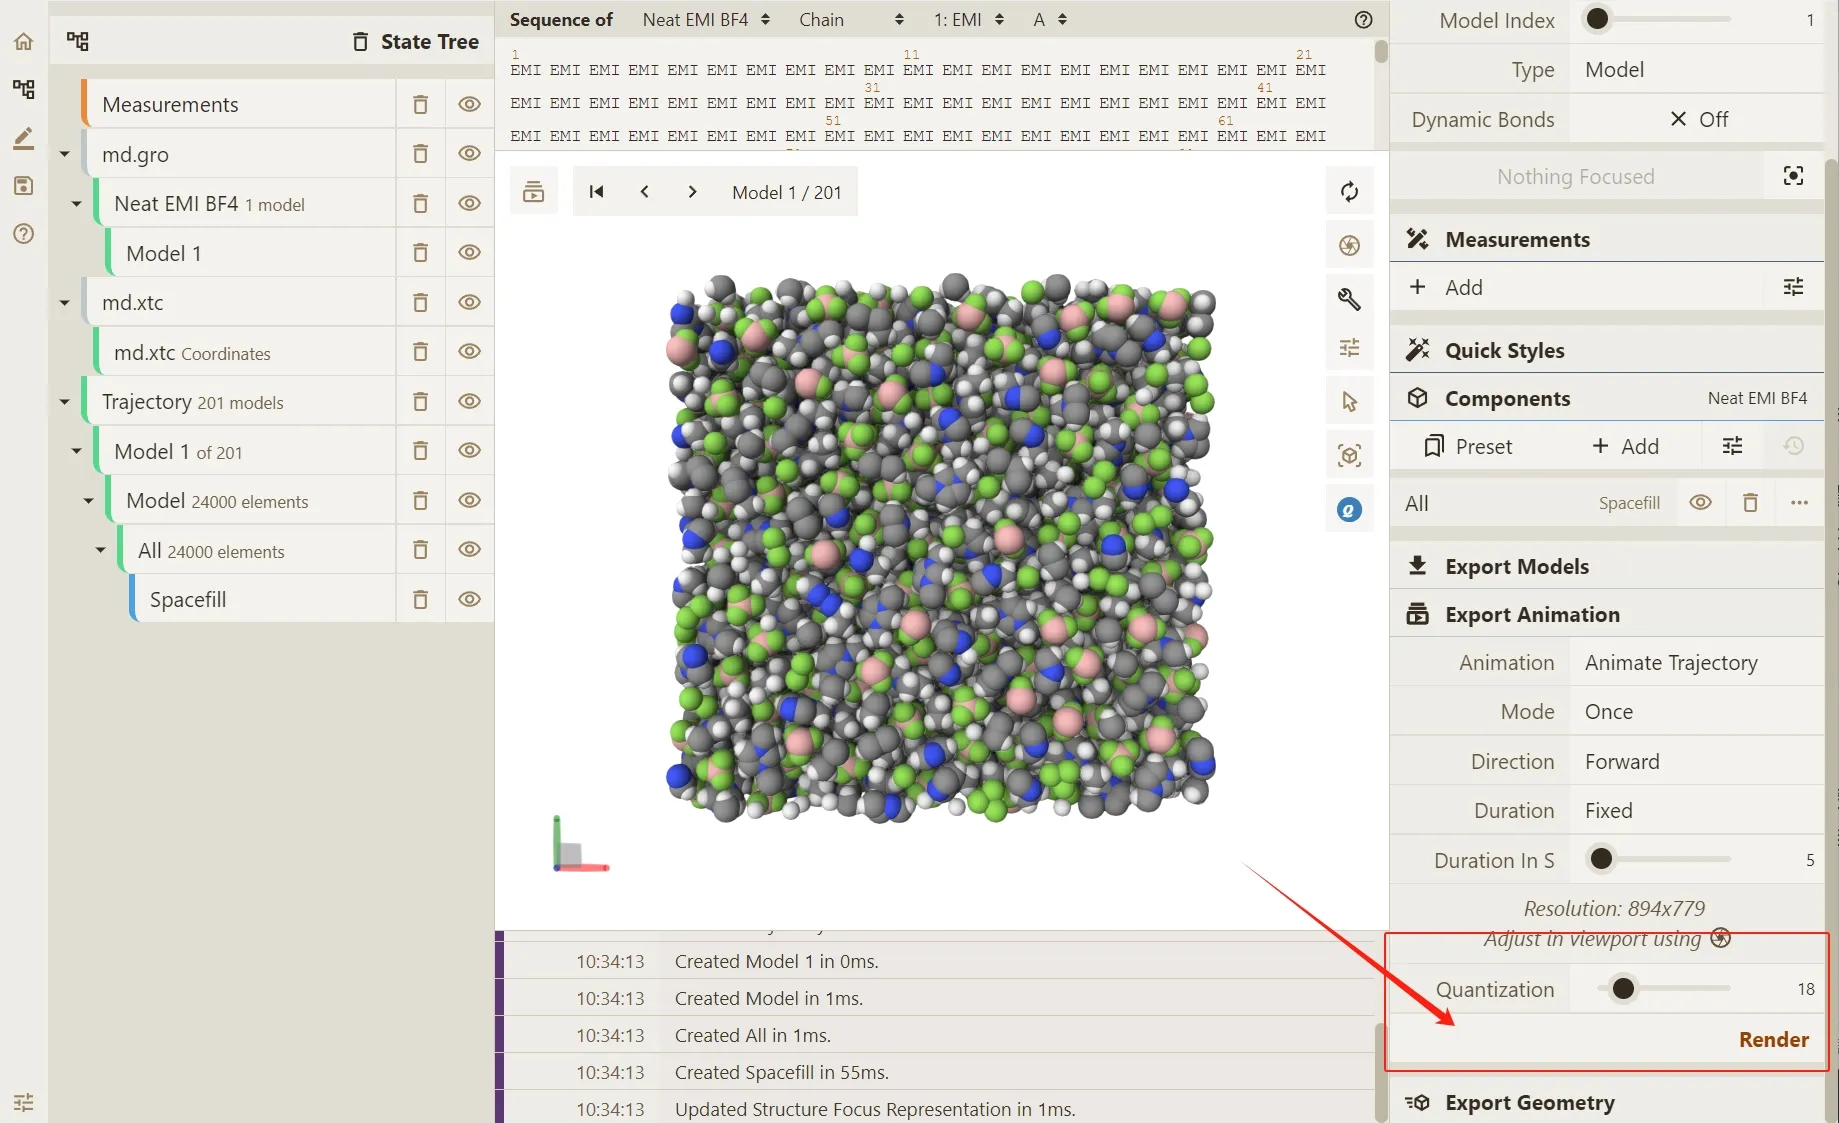 State Tree
Measurements
md.gro
Neat EMI BF4 1 model
Model 1
md.xtc
md.xtc Coordinates
Trajectory 201 models
Model 1 of 201
Model 24000 elements
All 24000 elements
Spacefill
Sequence of Neat EMI BF4 Chain 1: EMI A
1 11 21
EMI EMI EMI EMI EMI EMI EMI EMI EMI EMI EMI EMI EMI EMI EMI EMI EMI EMI EMI EMI EMI
31 41
EMI EMI EMI EMI EMI EMI EMI EMI EMI EMI EMI EMI EMI EMI EMI EMI EMI EMI EMI EMI EMI
51 61
EMI EMI EMI EMI EMI EMI EMI EMI EMI EMI EMI EMI EMI EMI EMI EMI EMI EMI EMI EMI EMI
Model 1 / 201
10:34:13 Created Model 1 in 0ms.
10:34:13 Created Model in 1ms.
10:34:13 Created All in 1ms.
10:34:13 Created Spacefill in 55ms.
10:34:13 Updated Structure Focus Representation in 1ms.
Model Index 1
Type Model
Dynamic Bonds Off
Nothing Focused
Measurements
Add
Quick Styles
Components Neat EMI BF4
Preset Add
All Spacefill
Export Models
Export Animation
Animation Animate Trajectory
Mode Once
Direction Forward
Duration Fixed
Duration In S 5
Resolution: 894x779
Adjust in viewport using
Quantization 18
Render
Export Geometry